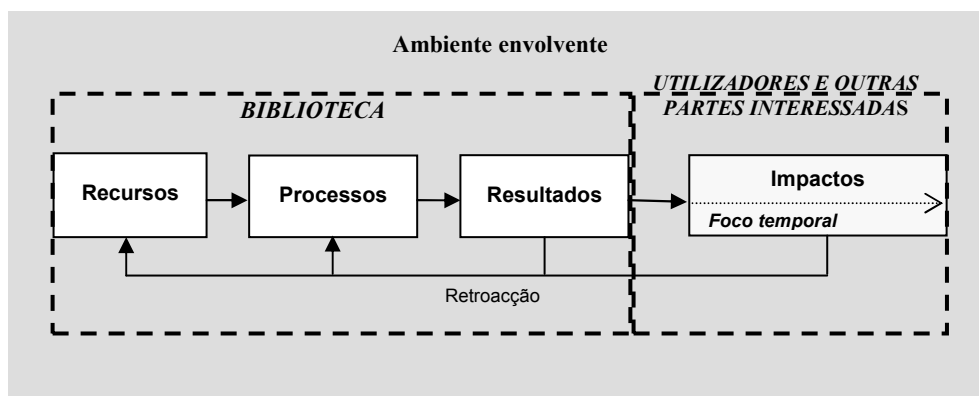 Ambiente envolvente
BIBLIOTECA
UTILIZADORES E OUTRAS
PARTES INTERESSADAS
Recursos
Processos
Resultados
Impactos
Foco temporal
Retroacção